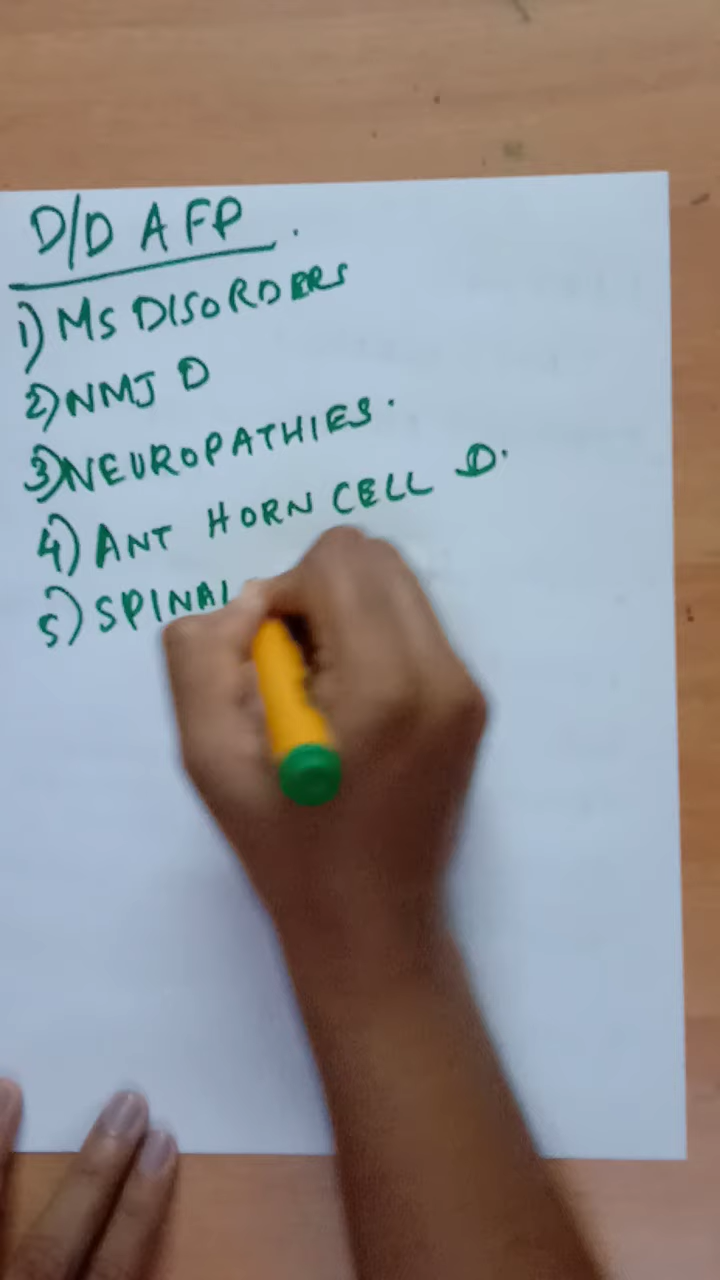 D/D AFP.
1) MS DISORDERS
2) NMJ D
3) NEUROPATHIES.
4) ANT HORN CELL D.
5) SPINAL